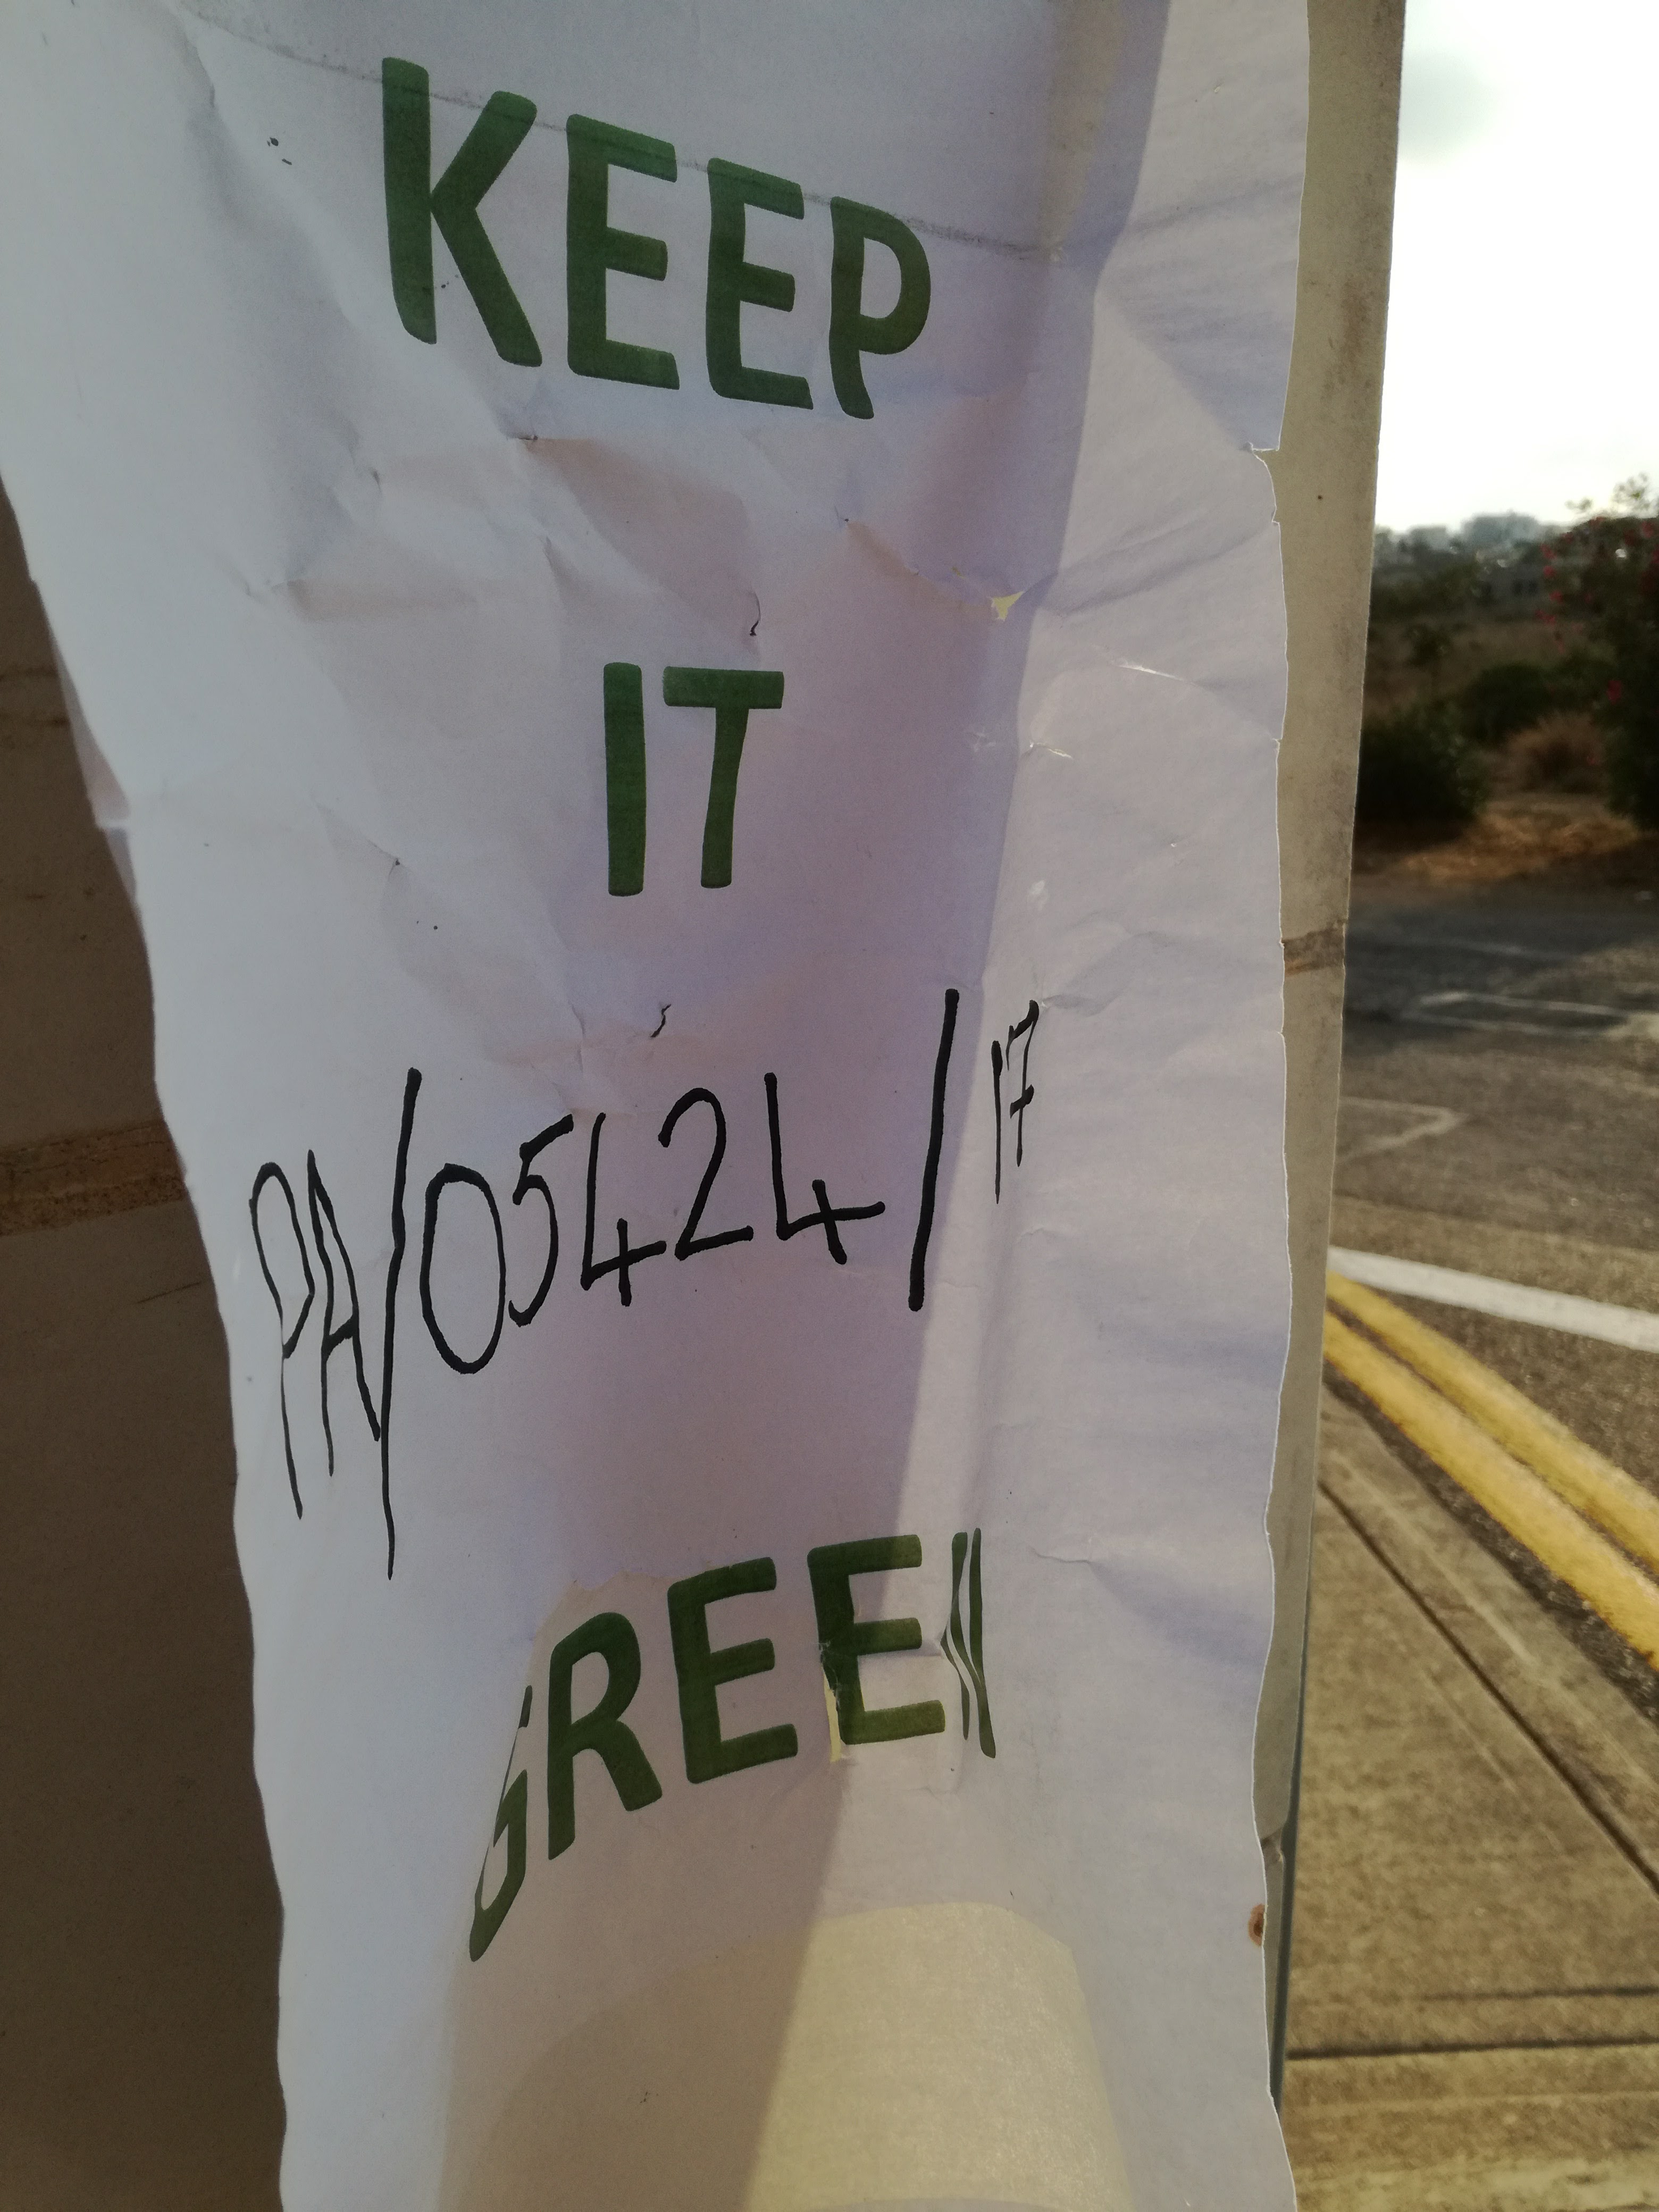 KEEP
IT
PA/05424/17
GREEN